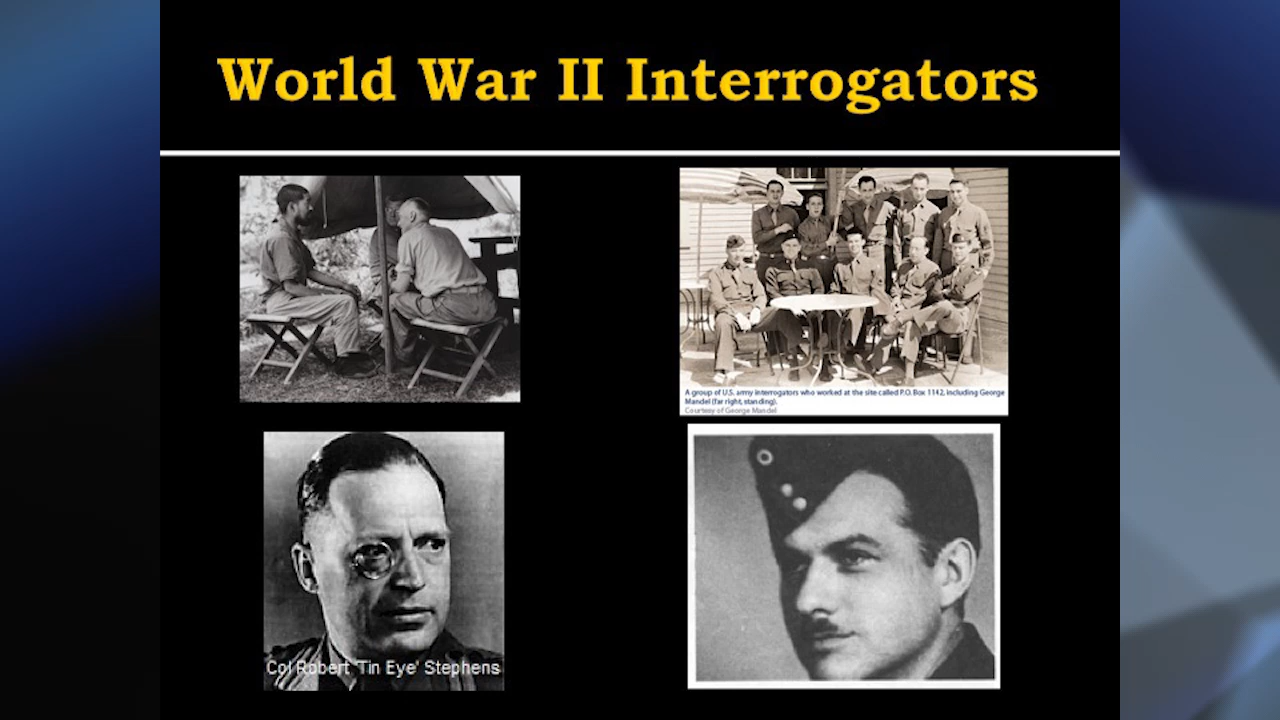 World War II Interrogators
A group of U.S. army interrogators who worked at the site called P.O. Box 1142, including George
Mandel (far right, standing).
Courtesy of George Mandel
Col Robert 'Tin Eye' Stephens